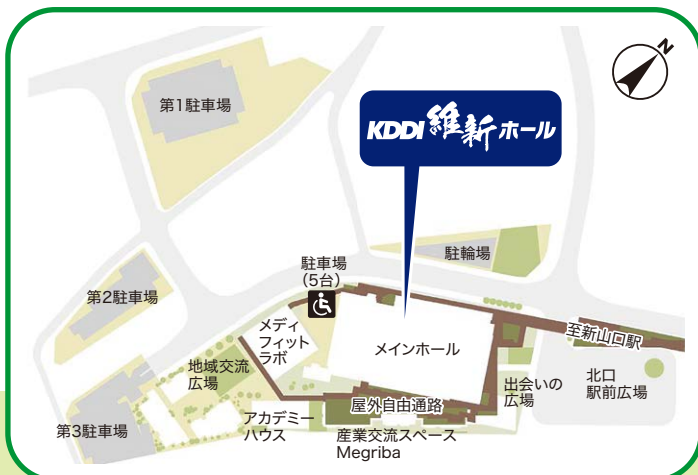 N
第1駐車場
KDDI 維新ホール
駐輪場
駐車場
(5台)
第2駐車場
メディ
フィット
ラボ
メインホール
至新山口駅
地域交流
広場
出会いの
広場
北口
駅前広場
屋外自由通路
アカデミー
ハウス
第3駐車場
産業交流スペース
Megriba